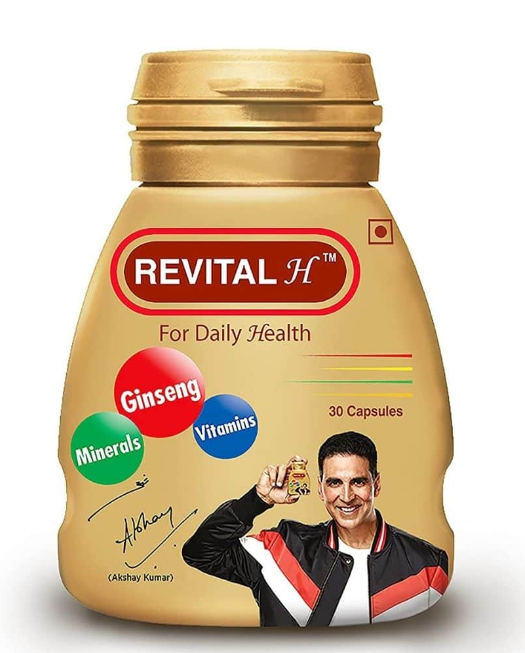 REVITAL H™
For Daily Health
Ginseng
Minerals
Vitamins
30 Capsules
Akshay
(Akshay Kumar)